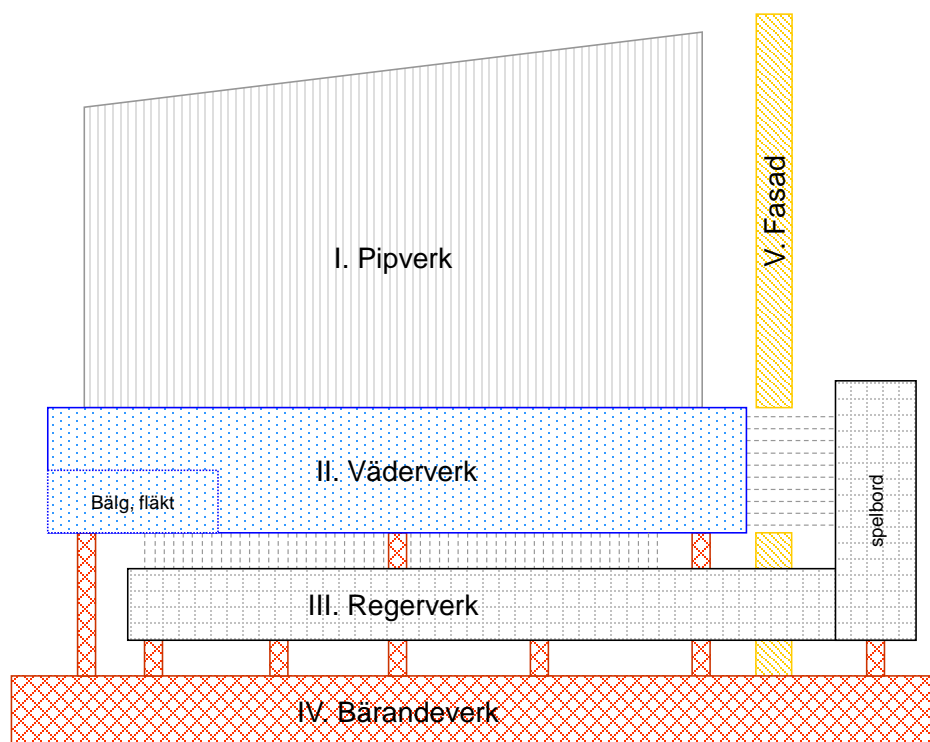 I. Pipverk
V. Fasad
II. Väderverk
Bälg, fläkt
spelbord
III. Regerverk
IV. Bärandeverk